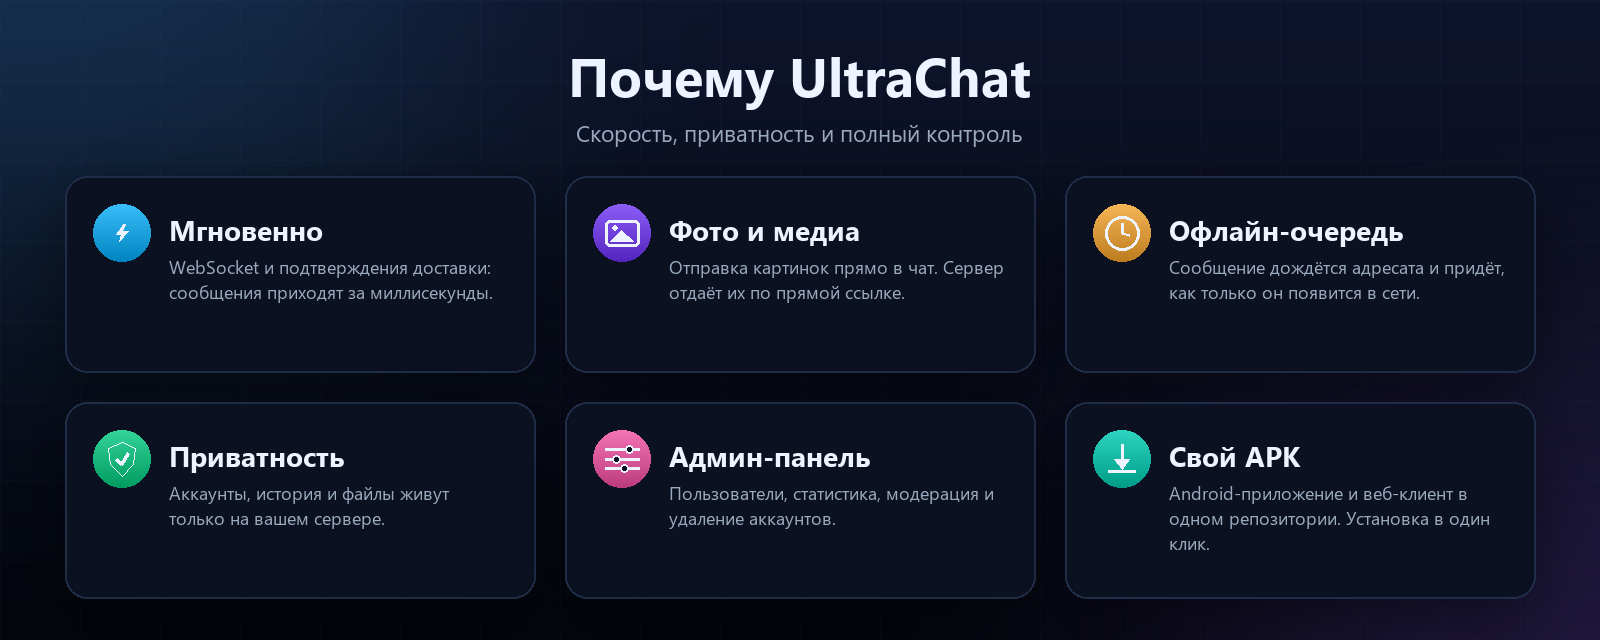 Почему UltraChat
Скорость, приватность и полный контроль
Мгновенно
WebSocket и подтверждения доставки:
сообщения приходят за миллисекунды.
Фото и медиа
Отправка картинок прямо в чат. Сервер
отдаёт их по прямой ссылке.
Офлайн-очередь
Сообщение дождётся адресата и придёт,
как только он появится в сети.
Приватность
Аккаунты, история и файлы живут
только на вашем сервере.
Админ-панель
Пользователи, статистика, модерация и
удаление аккаунтов.
Свой APK
Android-приложение и веб-клиент в
одном репозитории. Установка в один
клик.